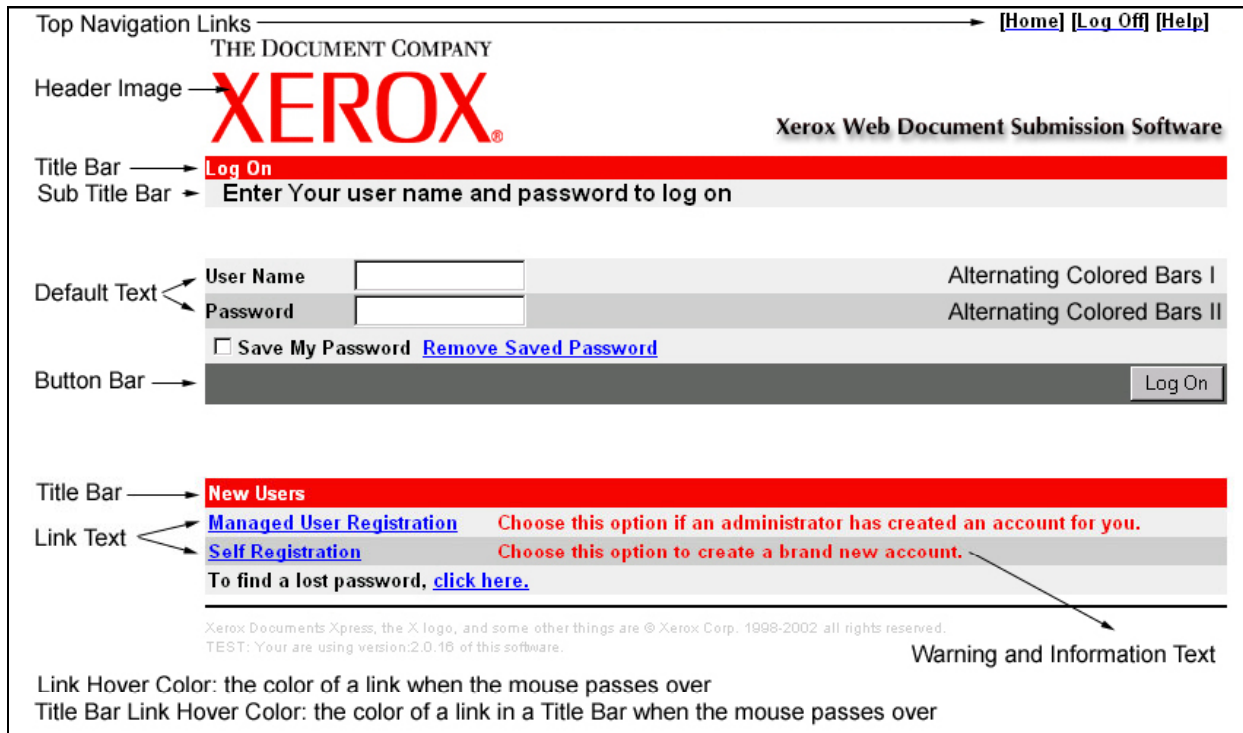 Top Navigation Links [Home] [Log Off] [Help]
THE DOCUMENT COMPANY
Header Image XEROX®
Xerox Web Document Submission Software
Title Bar Log On
Sub Title Bar Enter Your user name and password to log on
User Name Alternating Colored Bars I
Default Text
Password Alternating Colored Bars II
Save My Password Remove Saved Password
Button Bar Log On
Title Bar New Users
Managed User Registration Choose this option if an administrator has created an account for you.
Link Text
Self Registration Choose this option to create a brand new account.
To find a lost password, click here.
Xerox Documents Xpress, the X logo, and some other things are © Xerox Corp. 1998-2002 all rights reserved.
TEST: Your are using version:2.0.16 of this software.
Warning and Information Text
Link Hover Color: the color of a link when the mouse passes over
Title Bar Link Hover Color: the color of a link in a Title Bar when the mouse passes over